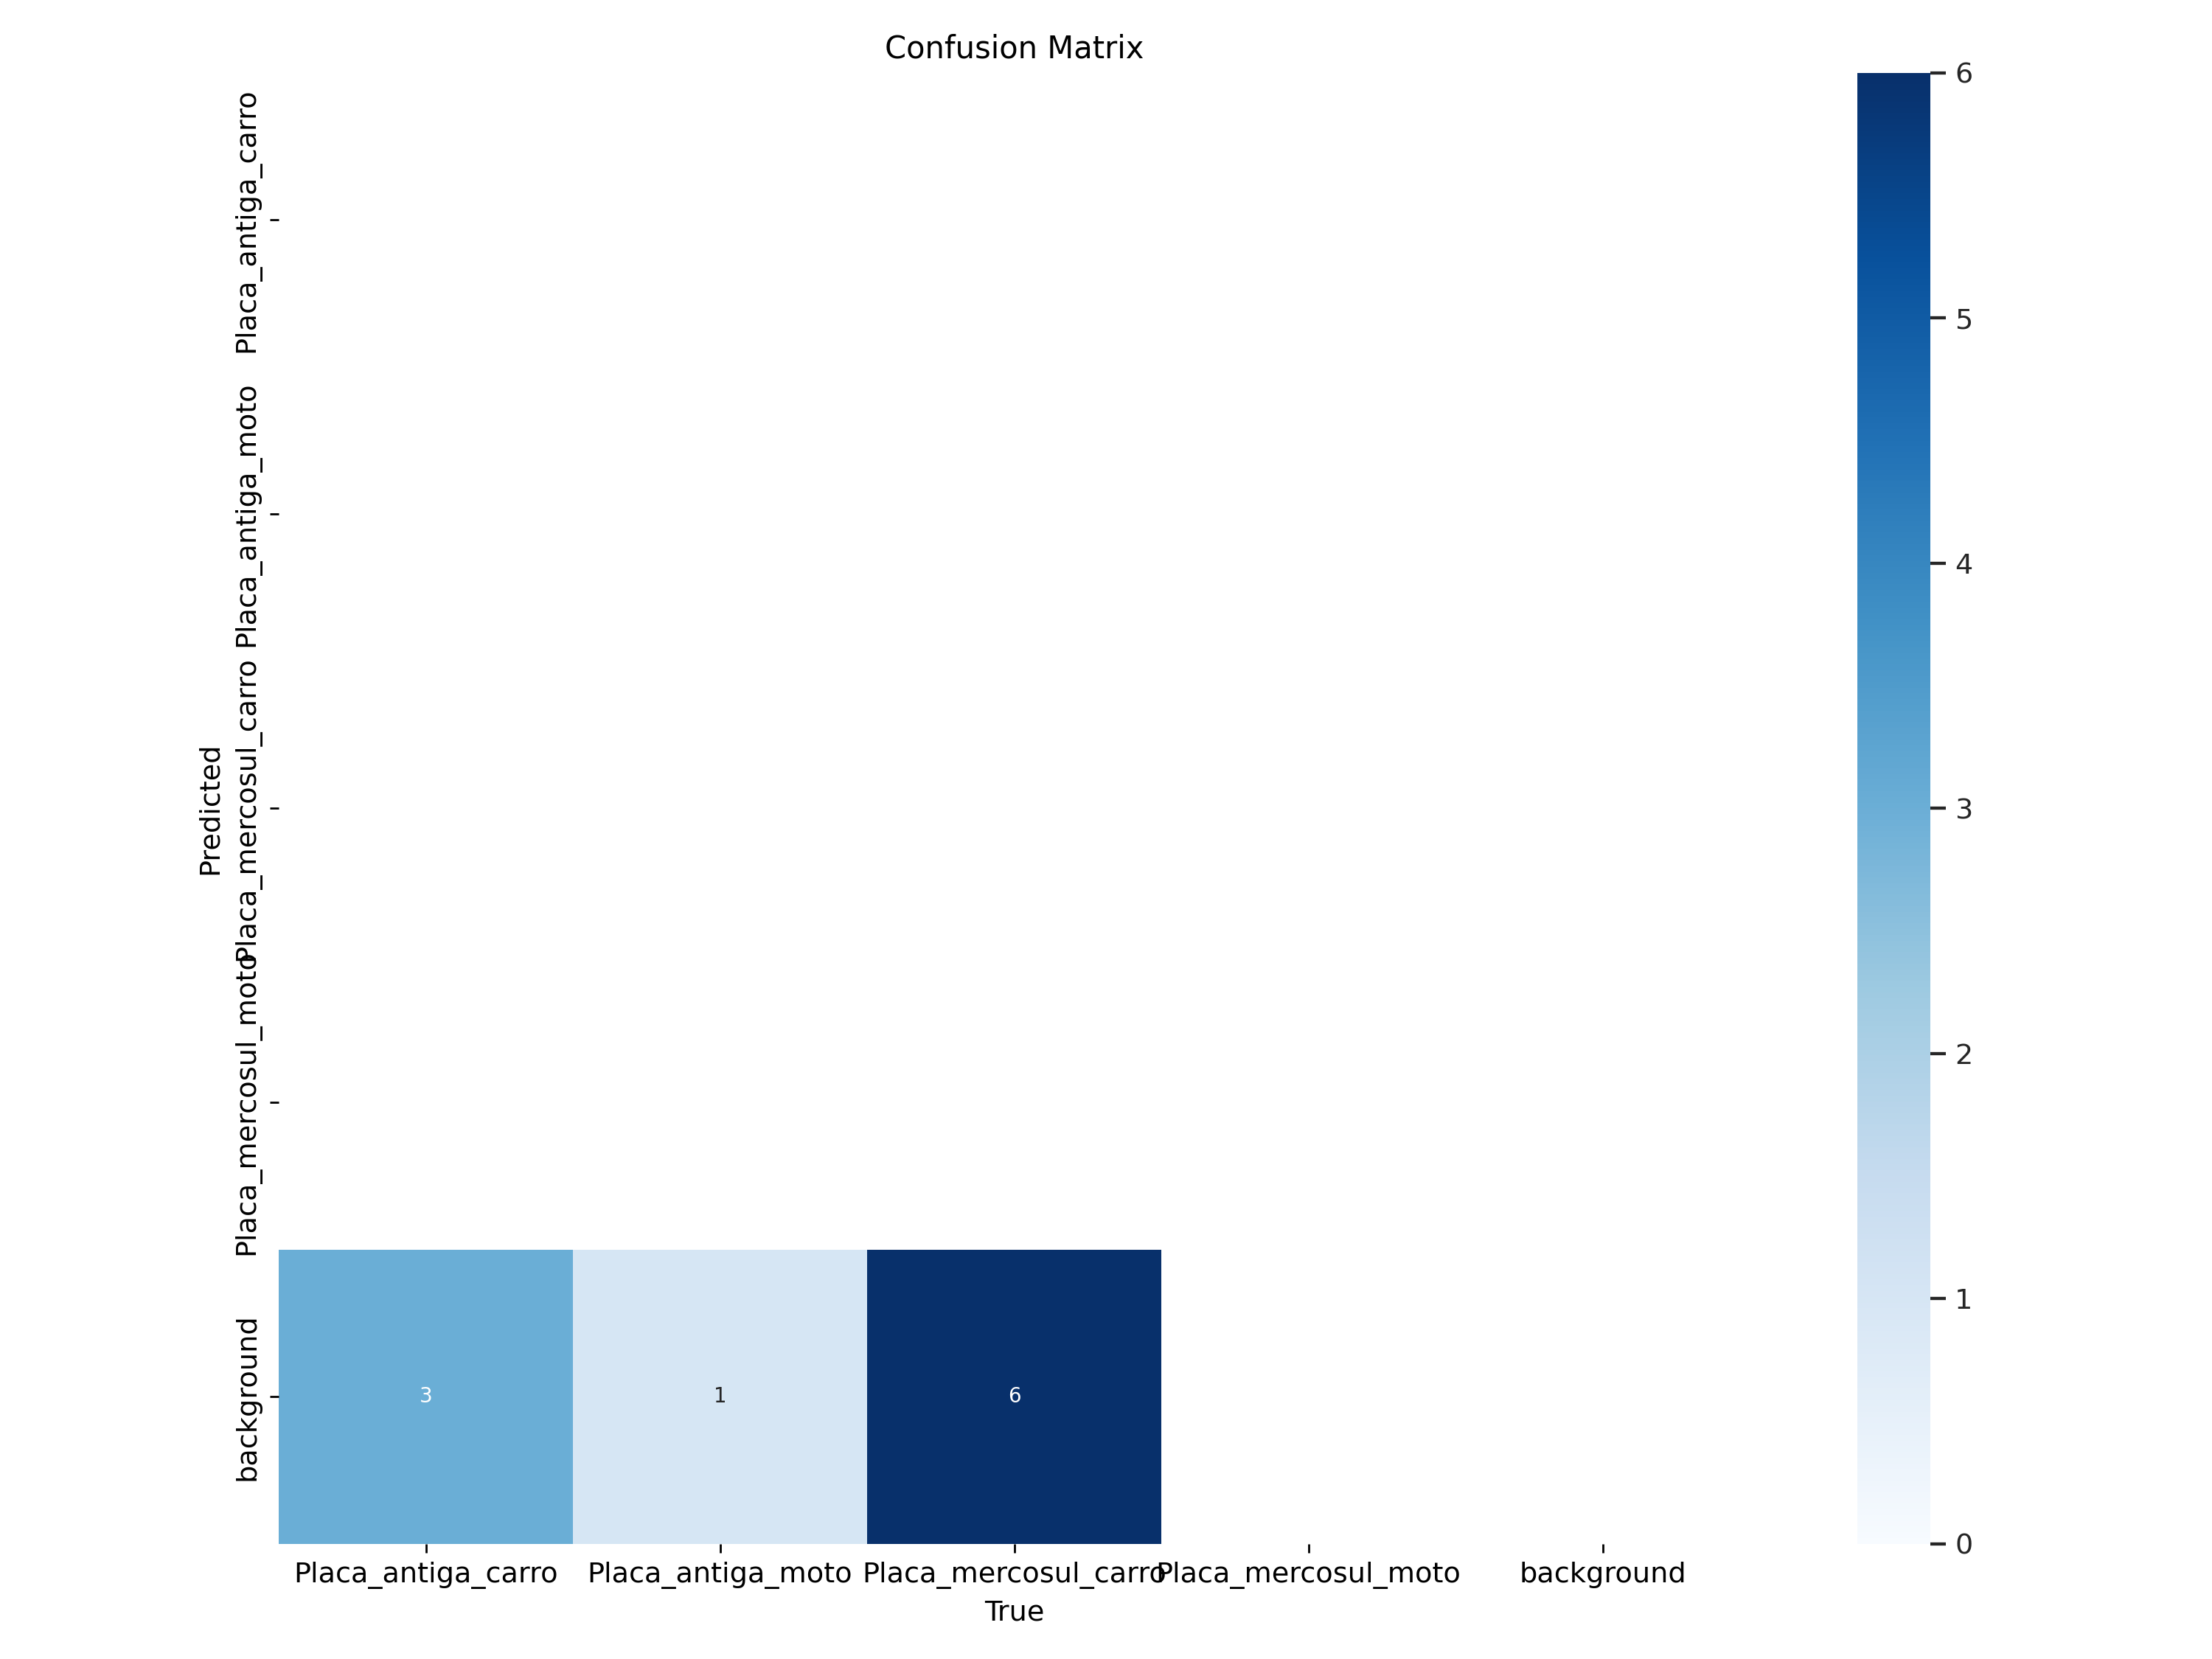 Confusion Matrix
Placa_antiga_carro
Placa_antiga_moto
Placa_mercosul_carro
Placa_mercosul_moto
background
Predicted
3 1 6
Placa_antiga_carro Placa_antiga_moto Placa_mercosul_carro Placa_mercosul_moto background
True
6
5
4
3
2
1
0